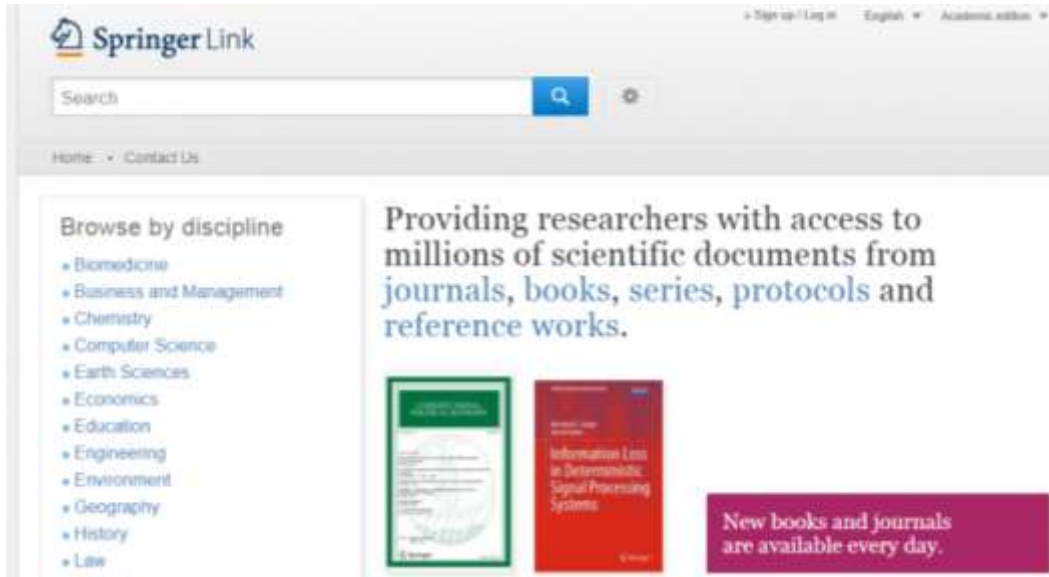 » Sign up / Log in English Academic edition
Springer Link
Search
Home • Contact Us
Browse by discipline
Biomedicine
Business and Management
Chemistry
Computer Science
Earth Sciences
Economics
Education
Engineering
Environment
Geography
History
Law
Providing researchers with access to
millions of scientific documents from
journals, books, series, protocols and
reference works.
Information Loss
in Deterministic
Signal Processing
Systems
Springer
New books and journals
are available every day.